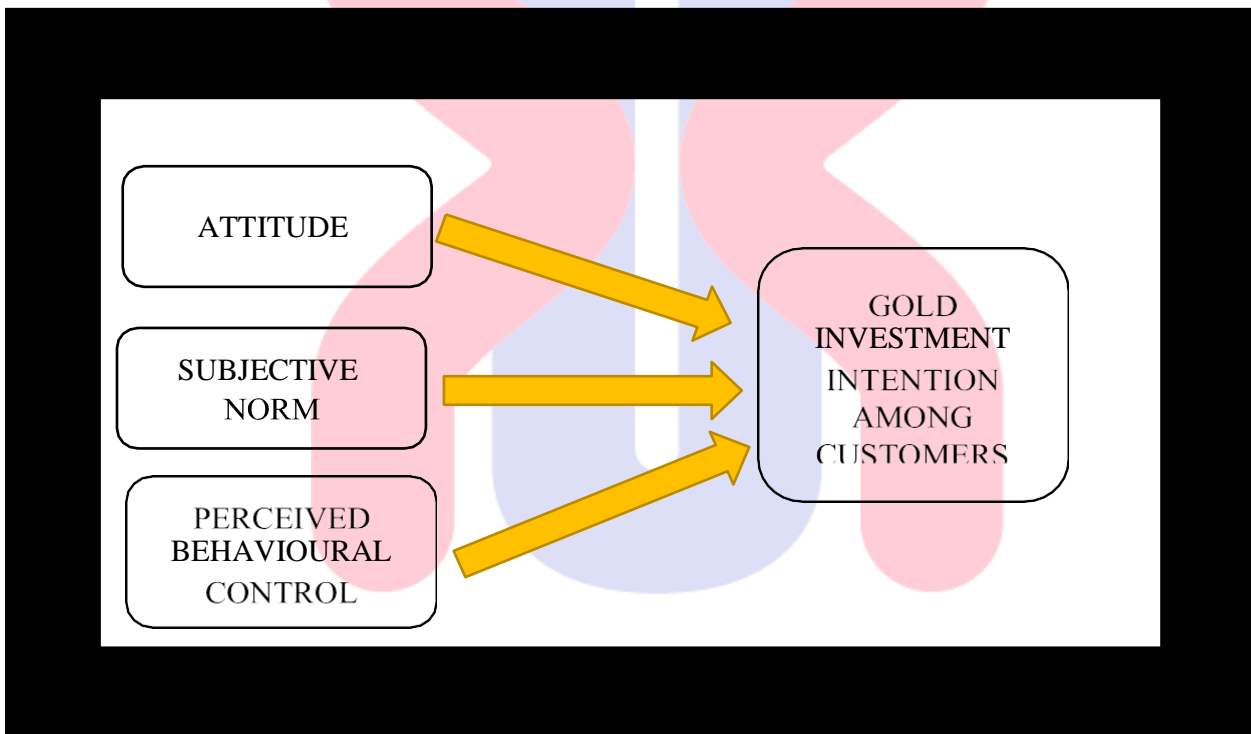 ATTITUDE
SUBJECTIVE
NORM
PERCEIVED
BEHAVIOURAL
CONTROL
GOLD
INVESTMENT
INTENTION
AMONG
CUSTOMERS